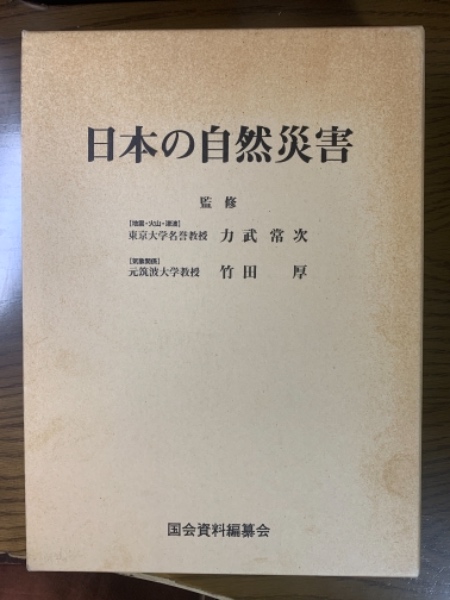 日本の自然災害
監修
【地震・火山・津波】
東京大学名誉教授 力武常次
【気象関係】
元筑波大学教授 竹田 厚
国会資料編纂会